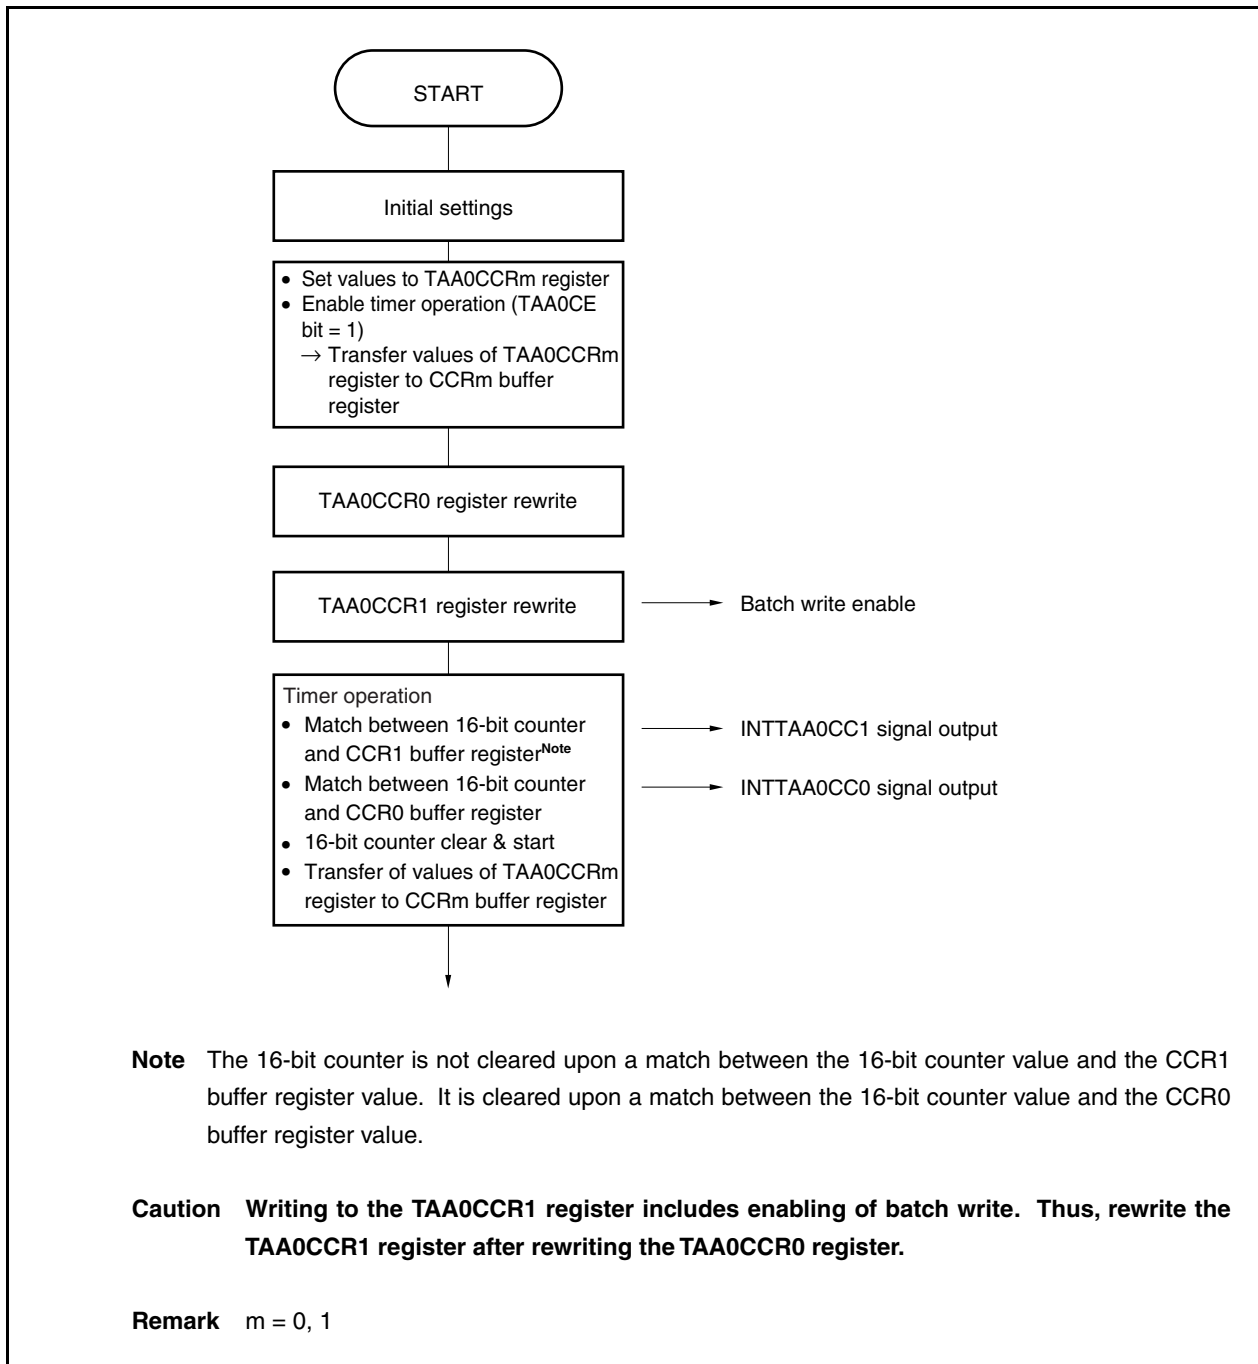 START
Initial settings
• Set values to TAA0CCRm register
• Enable timer operation (TAA0CE
bit = 1)
→ Transfer values of TAA0CCRm
register to CCRm buffer
register
TAA0CCR0 register rewrite
TAA0CCR1 register rewrite
Batch write enable
Timer operation
• Match between 16-bit counter
and CCR1 buffer registerNote
INTTAA0CC1 signal output
• Match between 16-bit counter
and CCR0 buffer register
INTTAA0CC0 signal output
• 16-bit counter clear & start
• Transfer of values of TAA0CCRm
register to CCRm buffer register
Note The 16-bit counter is not cleared upon a match between the 16-bit counter value and the CCR1
buffer register value. It is cleared upon a match between the 16-bit counter value and the CCR0
buffer register value.
Caution Writing to the TAA0CCR1 register includes enabling of batch write. Thus, rewrite the
TAA0CCR1 register after rewriting the TAA0CCR0 register.
Remark m = 0, 1